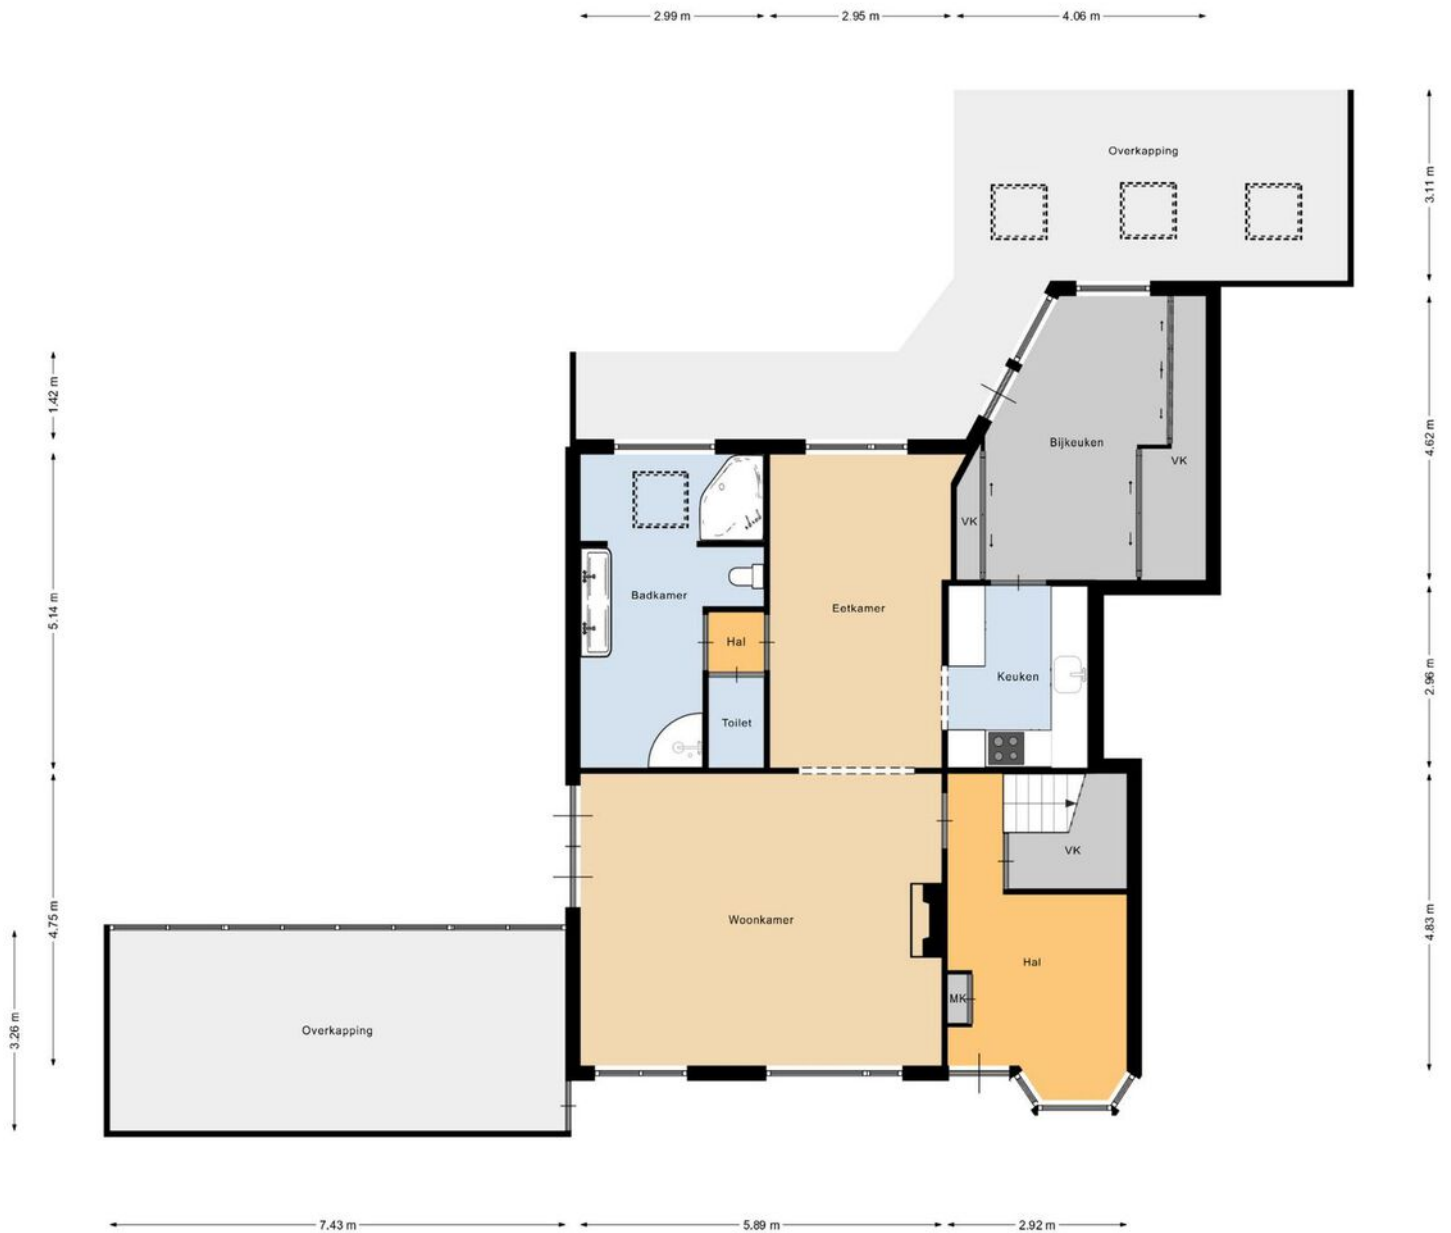 2.99 m
2.95 m
4.06 m
Overkapping
3.11 m
1.42 m
4.62 m
Bijkeuken
VK
VK
5.14 m
Badkamer
Eetkamer
Hal
Keuken
2.96 m
Toilet
VK
4.75 m
Woonkamer
4.83 m
Hal
MK
3.26 m
Overkapping
7.43 m
5.89 m
2.92 m